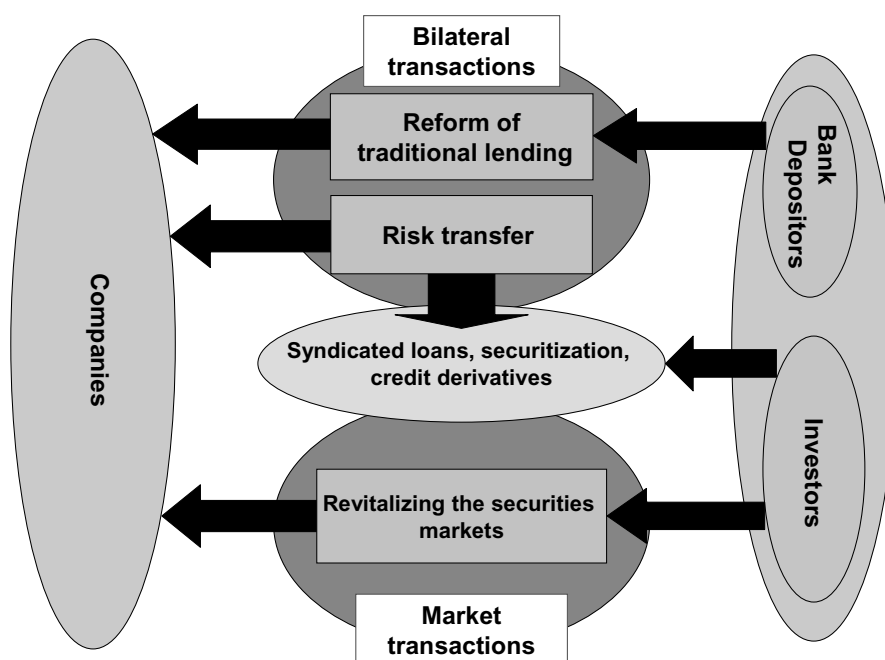 Bilateral
transactions
Reform of
traditional lending
Risk transfer
Syndicated loans, securitization,
credit derivatives
Revitalizing the securities
markets
Market
transactions
Companies
Bank
Depositors
Investors